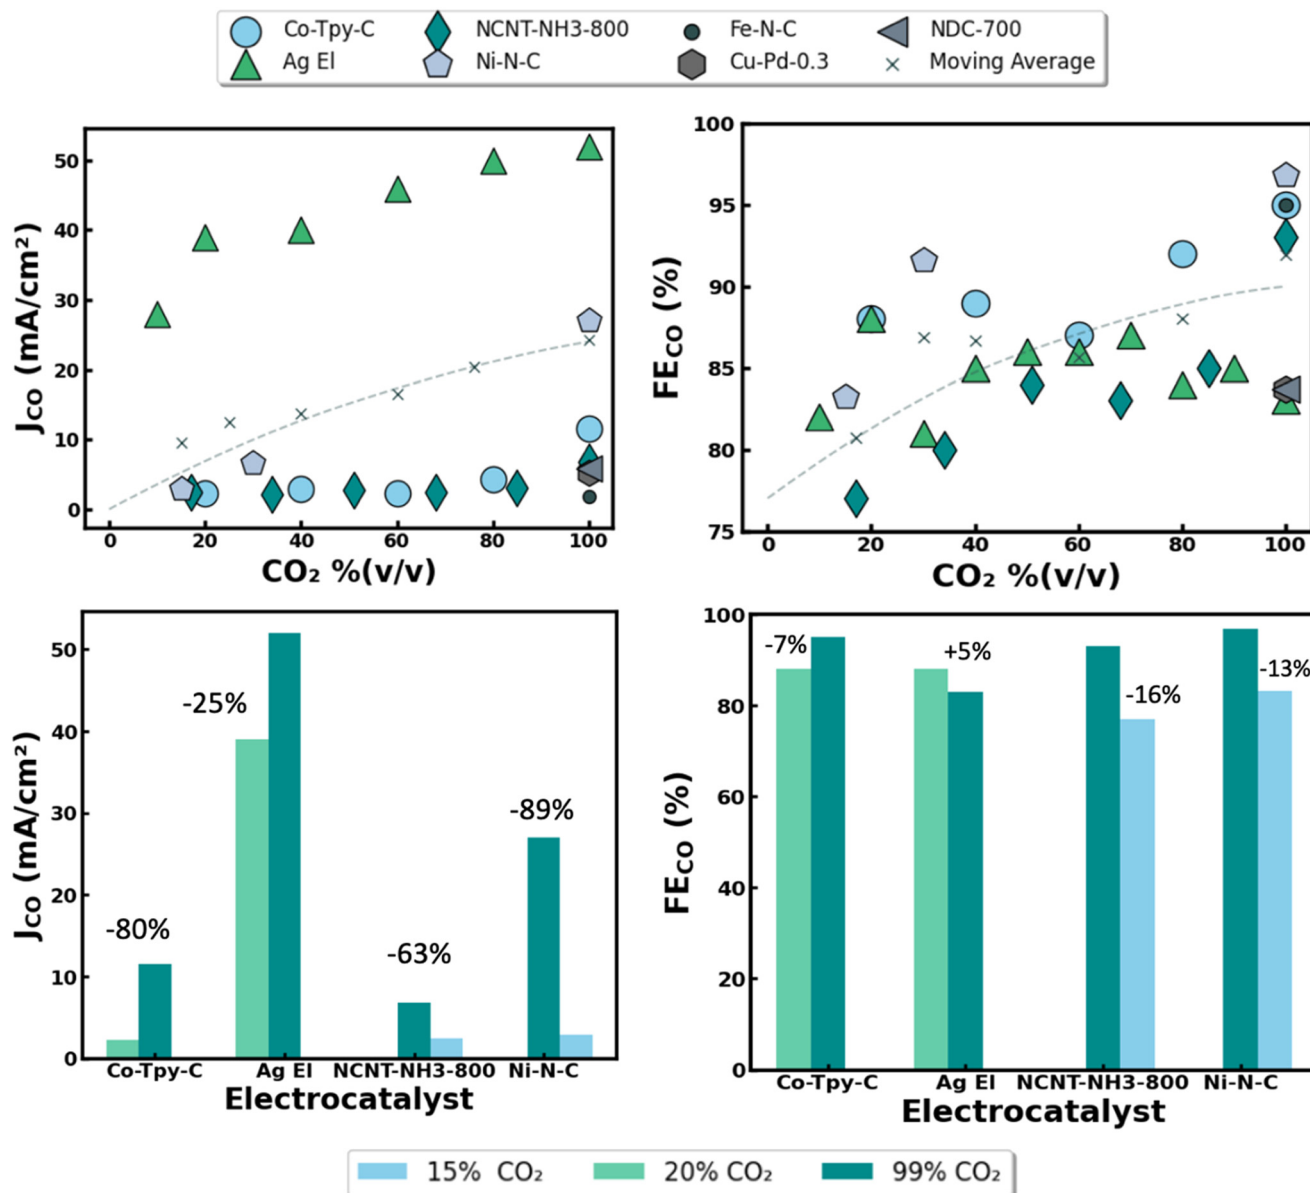 Co-Tpy-C NCNT-NH3-800 Fe-N-C NDC-700
Ag El Ni-N-C Cu-Pd-0.3 Moving Average
50
40
30
20
10
0
0 20 40 60 80 100
J_CO (mA/cm²)
CO₂ %(v/v)
100
95
90
85
80
75
0 20 40 60 80 100
FE_CO (%)
CO₂ %(v/v)
50
40
30
20
10
0
-80%
-25%
-63%
-89%
Co-Tpy-C Ag El NCNT-NH3-800 Ni-N-C
J_CO (mA/cm²)
Electrocatalyst
100
80
60
40
20
0
-7%
+5%
-16%
-13%
Co-Tpy-C Ag El NCNT-NH3-800 Ni-N-C
FE_CO (%)
Electrocatalyst
15% CO₂ 20% CO₂ 99% CO₂